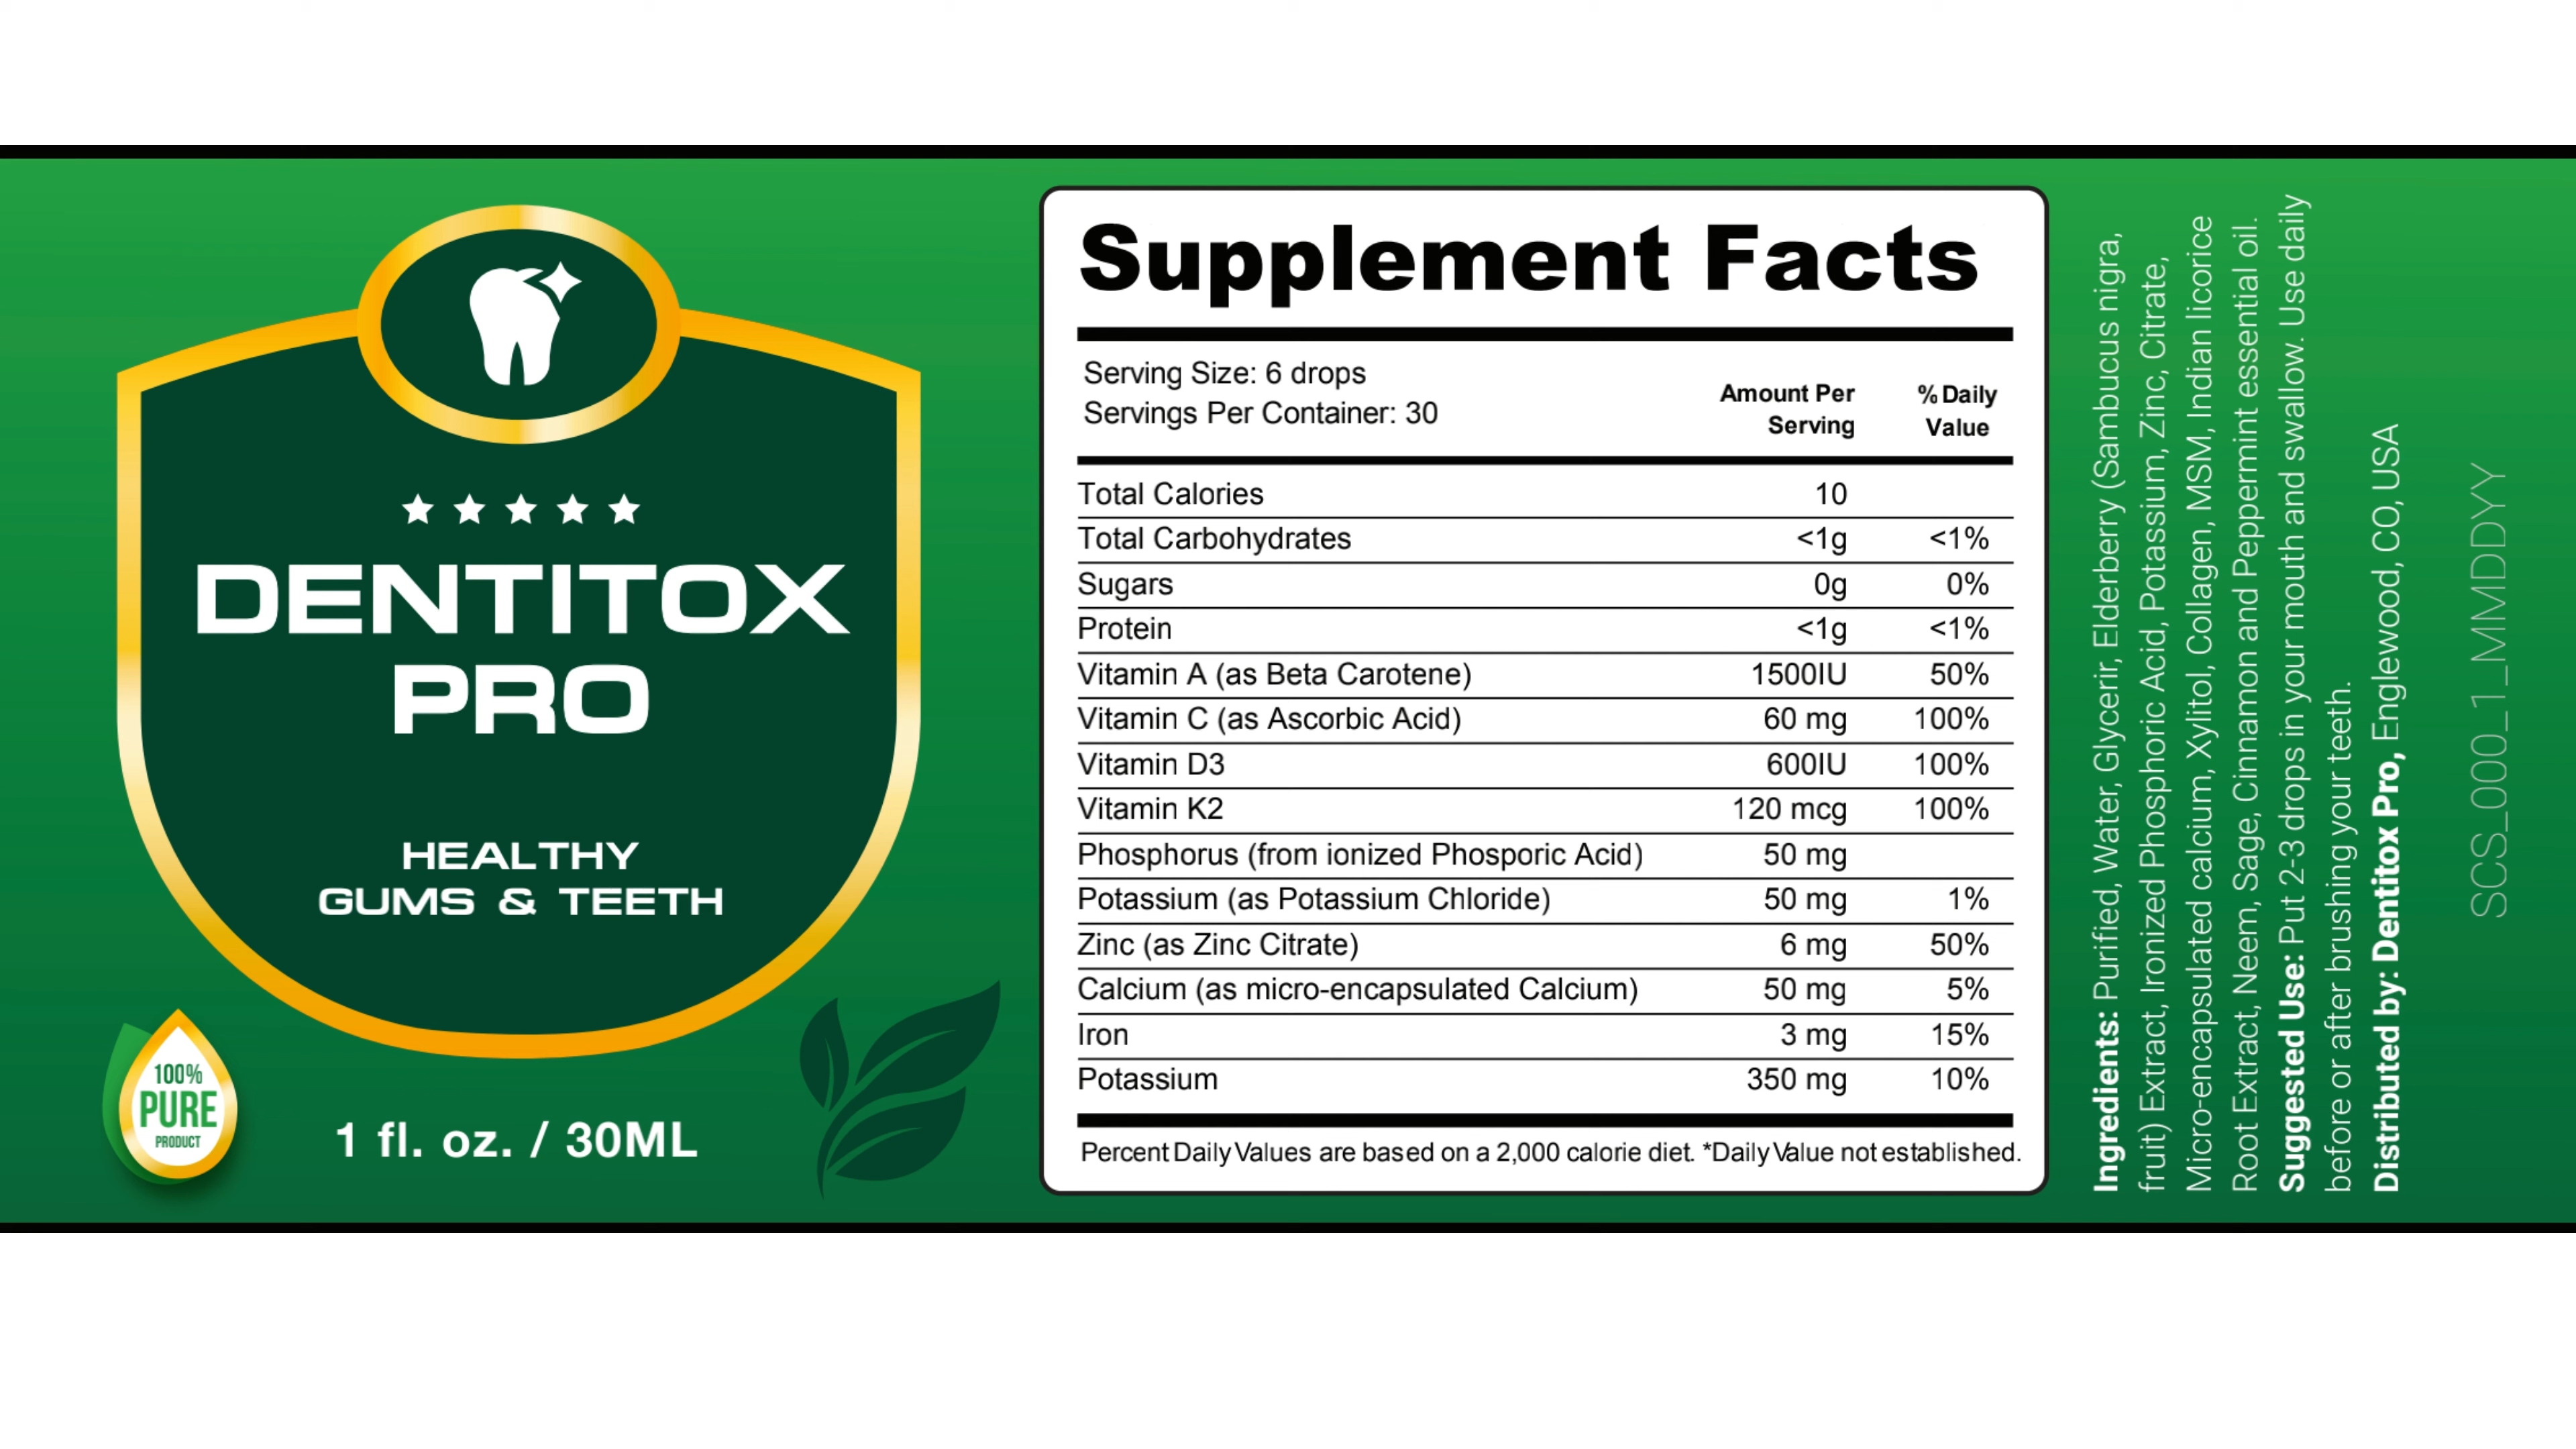 ★★★★★
DENTITOX
PRO
HEALTHY
GUMS & TEETH
100%
PURE
PRODUCT
1 fl. oz. / 30ML
Supplement Facts
Serving Size: 6 drops
Servings Per Container: 30
Amount Per Serving % Daily Value
Total Calories 10
Total Carbohydrates <1g <1%
Sugars 0g 0%
Protein <1g <1%
Vitamin A (as Beta Carotene) 1500IU 50%
Vitamin C (as Ascorbic Acid) 60 mg 100%
Vitamin D3 600IU 100%
Vitamin K2 120 mcg 100%
Phosphorus (from ionized Phosporic Acid) 50 mg
Potassium (as Potassium Chloride) 50 mg 1%
Zinc (as Zinc Citrate) 6 mg 50%
Calcium (as micro-encapsulated Calcium) 50 mg 5%
Iron 3 mg 15%
Potassium 350 mg 10%
Percent Daily Values are based on a 2,000 calorie diet. *Daily Value not established.
Ingredients: Purified, Water, Glycerir, Elderberry (Sambucus nigra,
fruit) Extract, Ironized Phosphoric Acid, Potassium, Zinc, Citrate,
Micro-encapsulated calcium, Xylitol, Collagen, MSM, Indian licorice
Root Extract, Neem, Sage, Cinnamon and Peppermint essential oil.
Suggested Use: Put 2-3 drops in your mouth and swallow. Use daily
before or after brushing your teeth.
Distributed by: Dentitox Pro, Englewood, CO, USA
SCS_000_1_MMDDYY